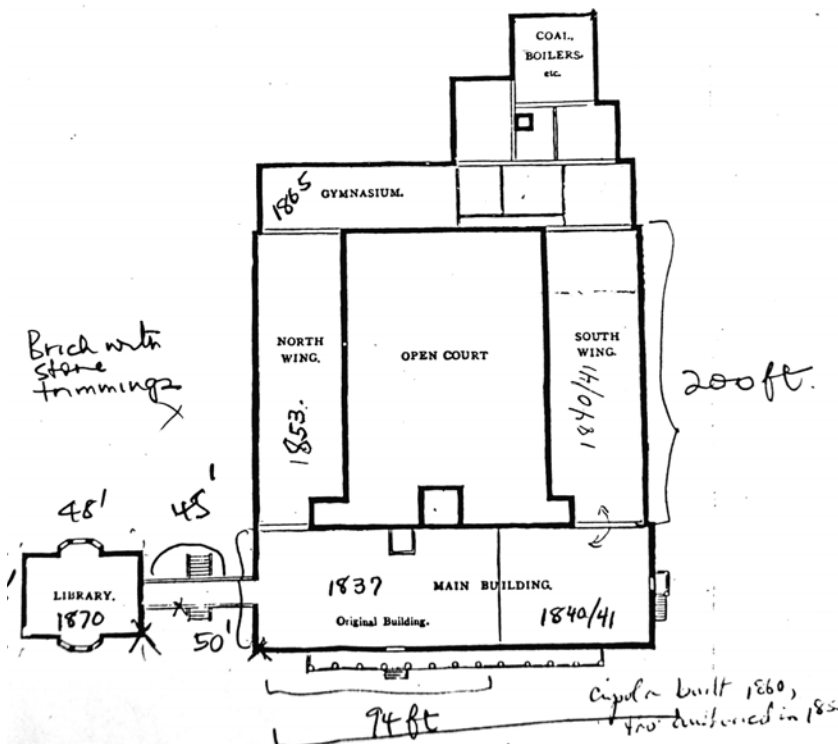 COAL,
BOILERS.
etc.
1865
GYMNASIUM.
NORTH
WING.
1853.
OPEN COURT
SOUTH
WING.
1840/41
200 ft.
Brick with
stone
trimmings
48'
45'
LIBRARY.
1870
50'
1837
MAIN BUILDING.
Original Building.
1840/41
94 ft
built 1860,
in